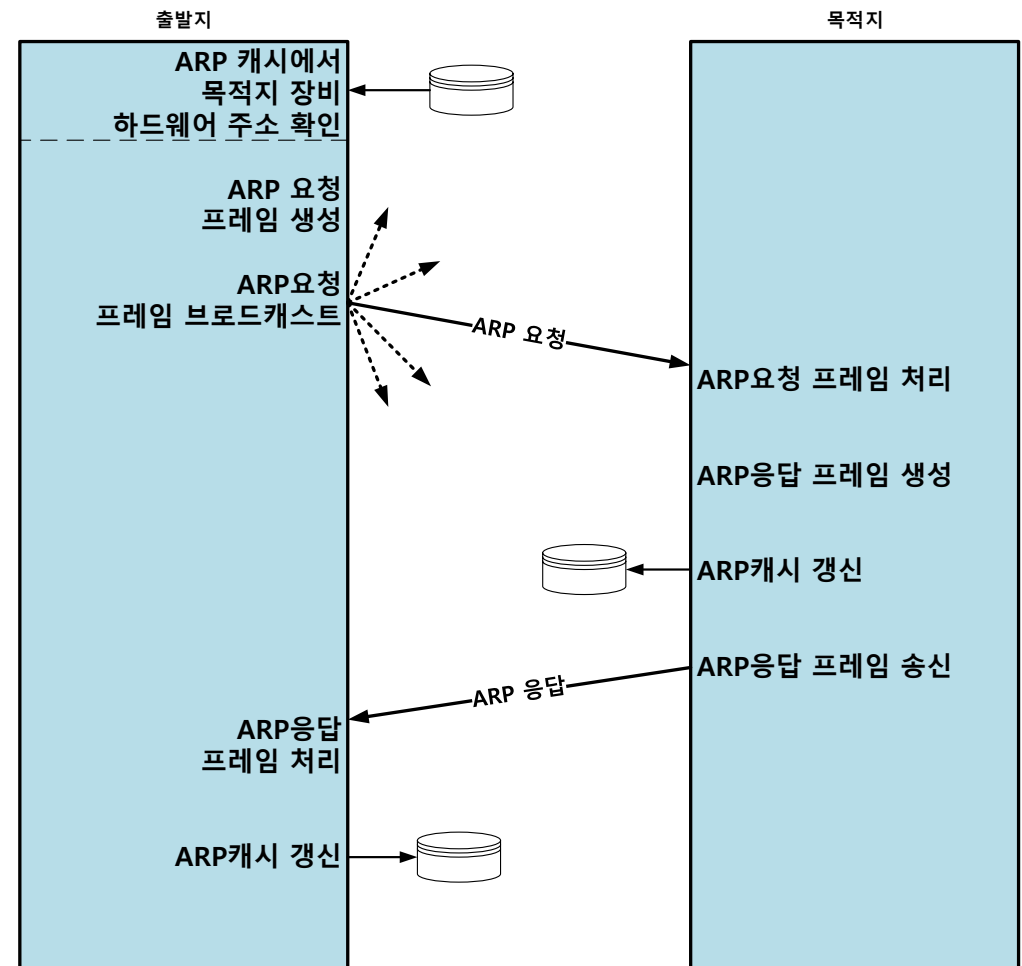 출발지
목적지
ARP 캐시에서
목적지 장비
하드웨어 주소 확인
ARP 요청
프레임 생성
ARP요청
프레임 브로드캐스트
ARP 요청
ARP요청 프레임 처리
ARP응답 프레임 생성
ARP캐시 갱신
ARP응답 프레임 송신
ARP 응답
ARP응답
프레임 처리
ARP캐시 갱신